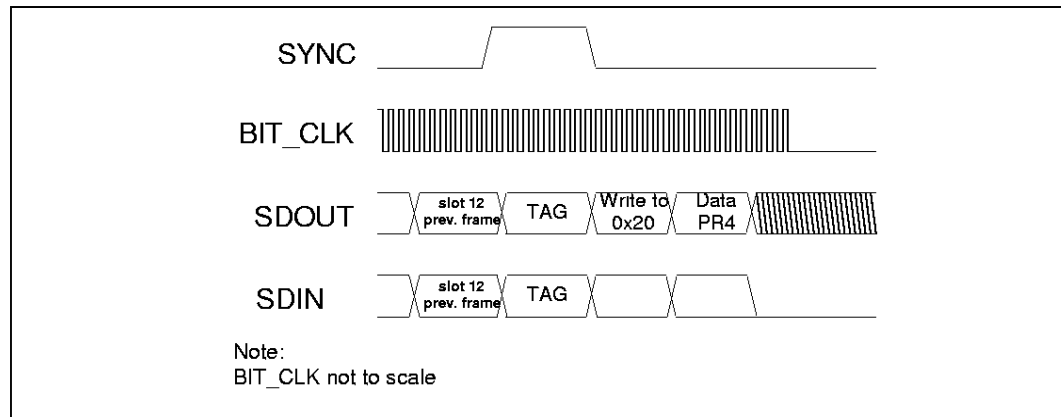 SYNC
BIT_CLK
SDOUT
slot 12
prev. frame
TAG
Write to
0x20
Data
PR4
SDIN
slot 12
prev. frame
TAG
Note:
BIT_CLK not to scale